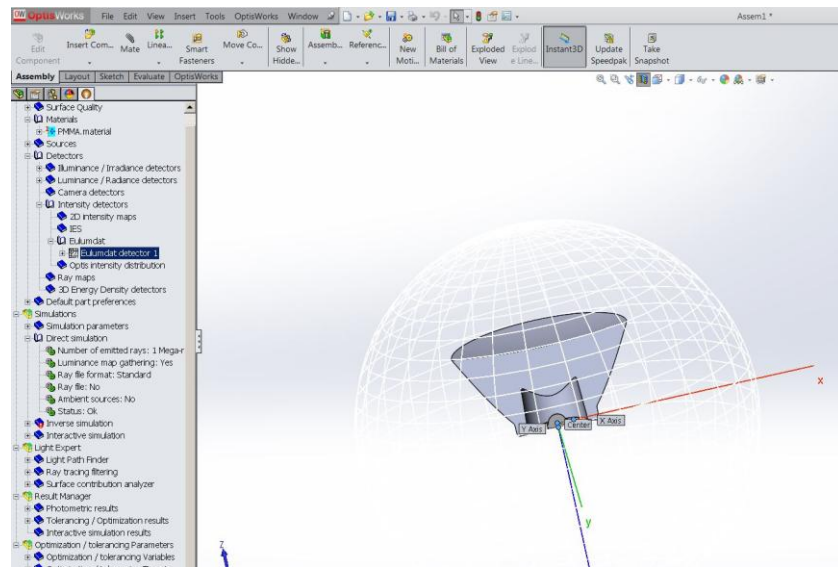 OW OptisWorks File Edit View Insert Tools OptisWorks Window Assem1 *
Edit Component
Insert Com...
Mate
Linea...
Smart Fasteners
Move Co...
Show Hidde...
Assemb...
Referenc...
New Moti...
Bill of Materials
Exploded View
Explod e Line...
Instant3D
Update Speedpak
Take Snapshot
Assembly Layout Sketch Evaluate OptisWorks
Surface Quality
Materials
PMMA.material
Sources
Detectors
Illuminance / Irradiance detectors
Luminance / Radiance detectors
Camera detectors
Intensity detectors
2D intensity maps
IES
Eulumdat
Eulumdat detector 1
Optis intensity distribution
Ray maps
3D Energy Density detectors
Default part preferences
Simulations
Simulation parameters
Direct simulation
Number of emitted rays: 1 Mega-r
Luminance map gathering: Yes
Ray file format: Standard
Ray file: No
Ambient sources: No
Status: Ok
Inverse simulation
Interactive simulation
Light Expert
Light Path Finder
Ray tracing filtering
Surface contribution analyzer
Result Manager
Photometric results
Tolerancing / Optimization results
Interactive simulation results
Optimization / tolerancing Parameters
Optimization / tolerancing Variables
x
Y Axis Center X Axis
y
Z